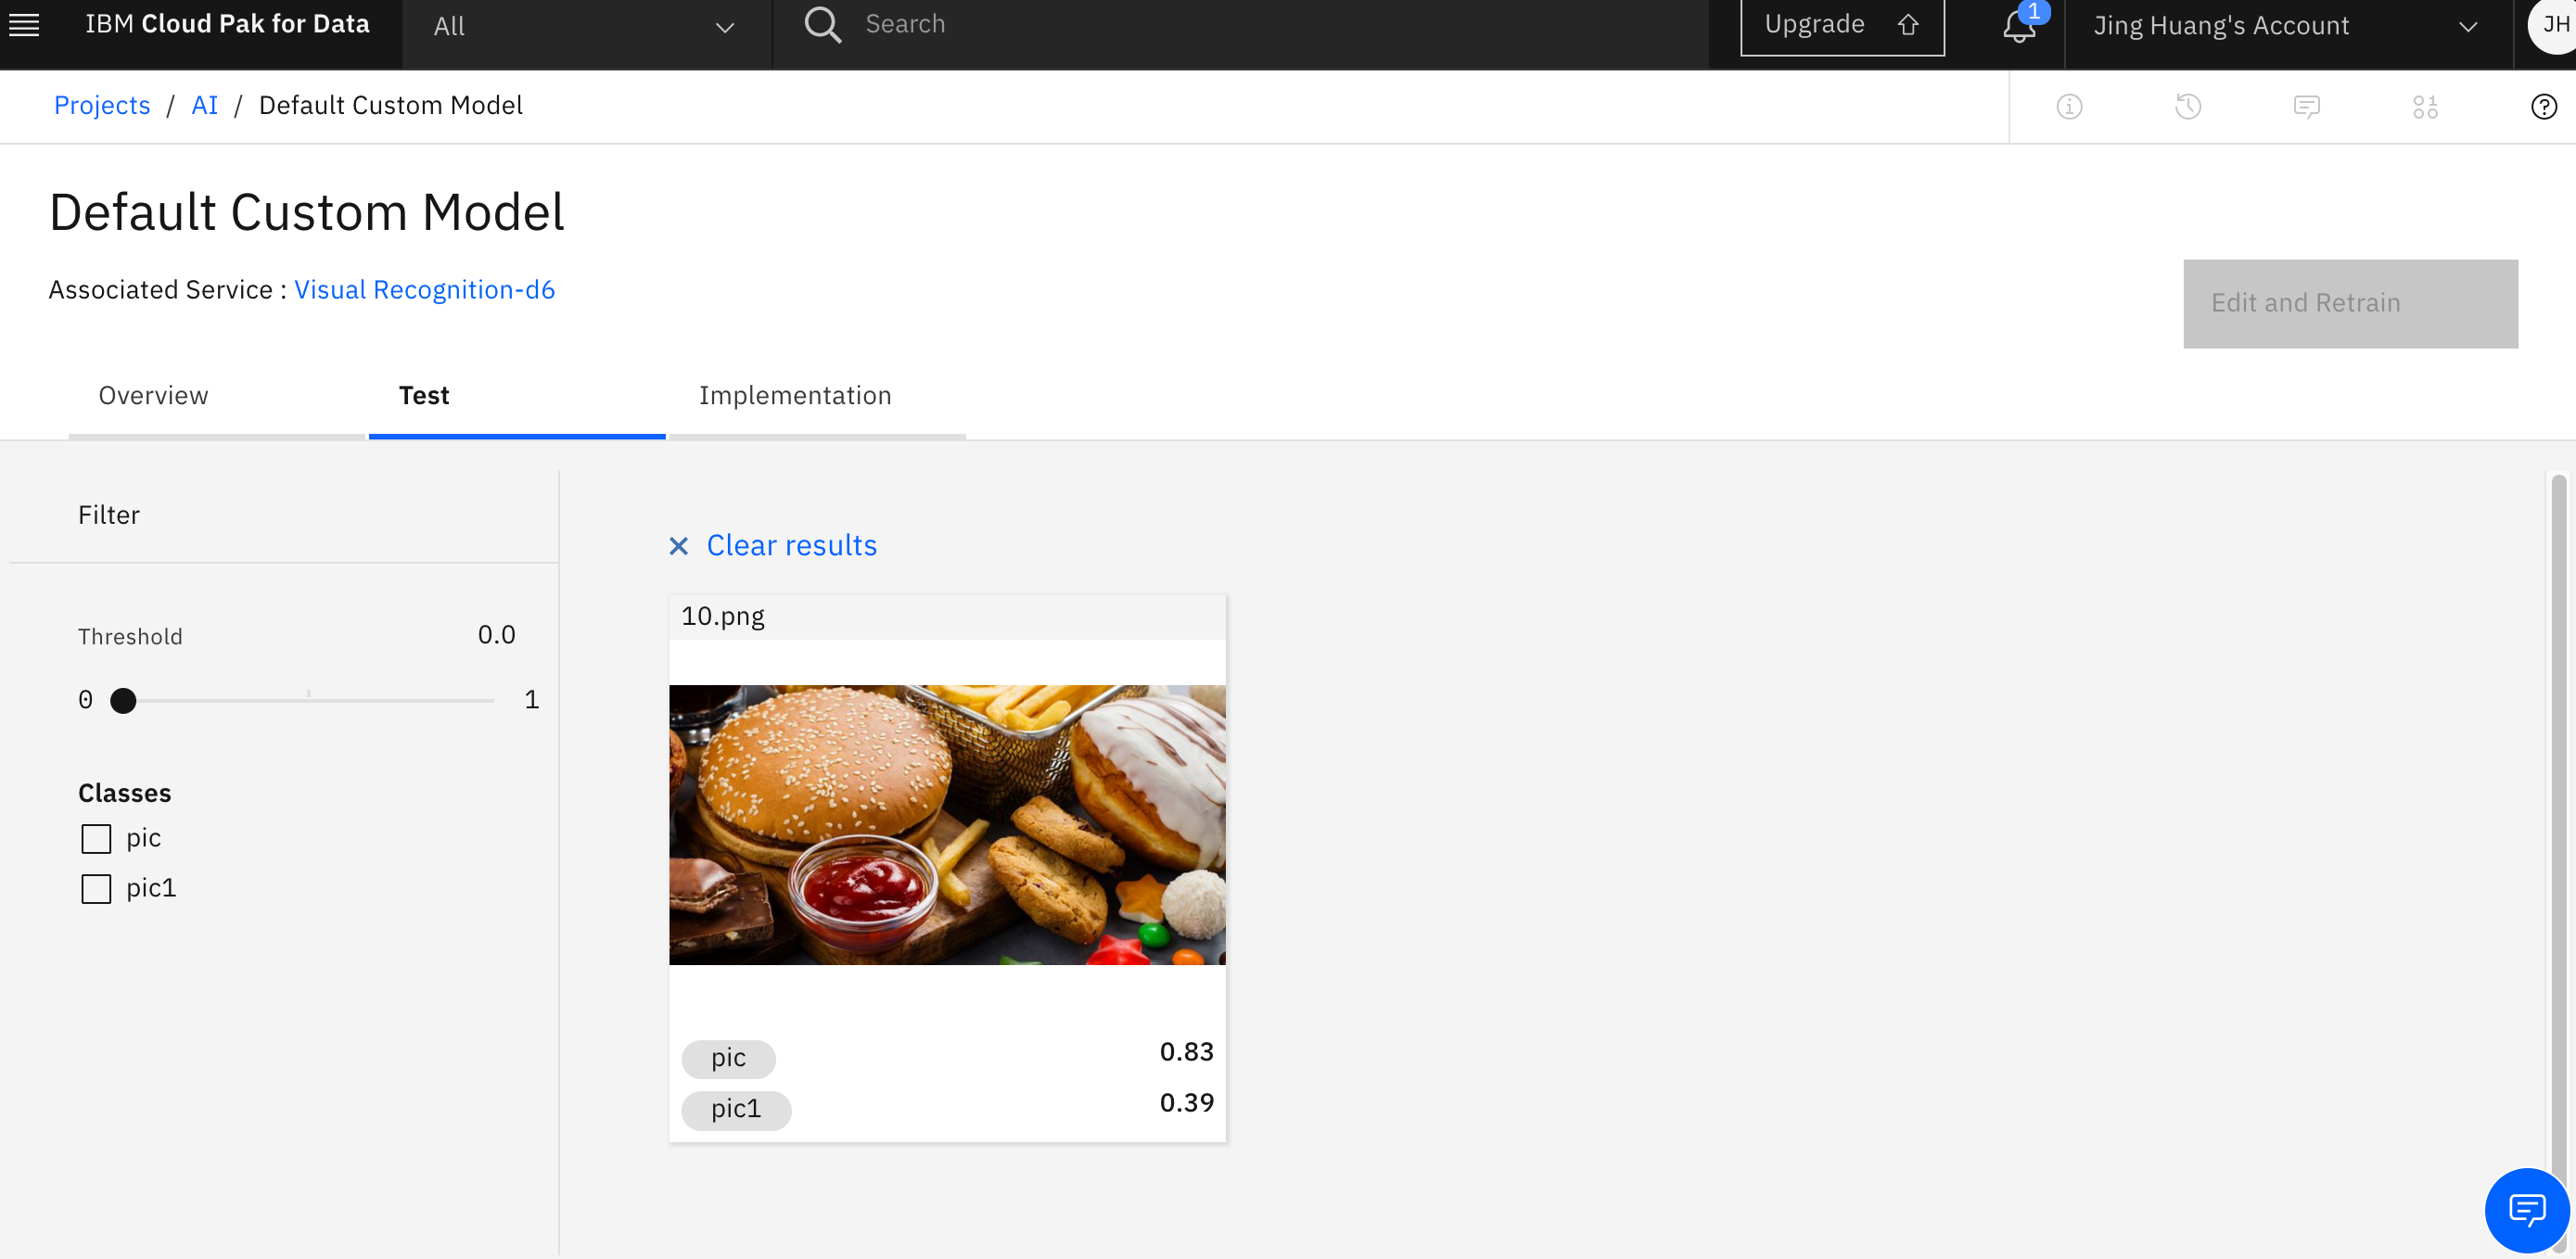 IBM Cloud Pak for Data
All
Search
Upgrade
1
Jing Huang's Account
JH
Projects / AI / Default Custom Model
Default Custom Model
Associated Service : Visual Recognition-d6
Edit and Retrain
Overview
Test
Implementation
Filter
Clear results
10.png
Threshold 0.0
0 1
Classes
pic
pic1
pic 0.83
pic1 0.39